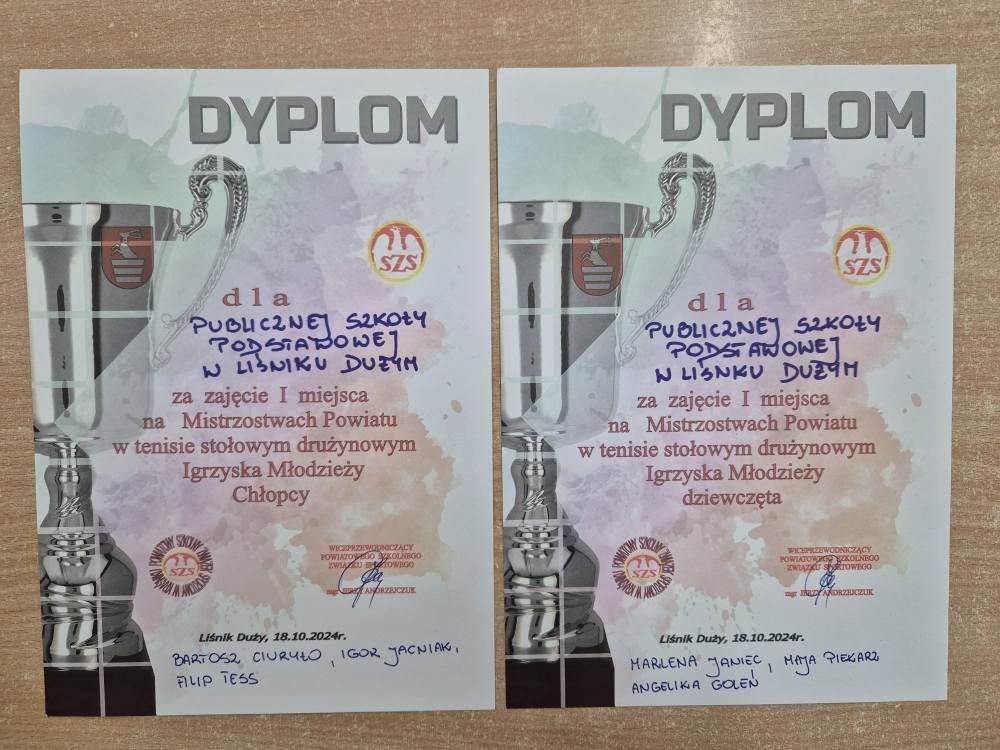 DYPLOM
SZS
dla
PUBLICZNEJ SZKOŁY
PODSTAWOWEJ
W LIŚNIKU DUŻYM
za zajęcie I miejsca
na Mistrzostwach Powiatu
w tenisie stołowym drużynowym
Igrzyska Młodzieży
Chłopcy
SZS
WICEPRZEWODNICZĄCY
POWIATOWEGO SZKOLNEGO
ZWIĄZKU SPORTOWEGO
mgr JERZY ANDRZEJCZUK
Liśnik Duży, 18.10.2024r.
BARTOSZ CIURYŁO, IGOR JACNIAK,
FILIP TESS
DYPLOM
SZS
dla
PUBLICZNEJ SZKOŁY
PODSTAWOWEJ
W LIŚNIKU DUŻYM
za zajęcie I miejsca
na Mistrzostwach Powiatu
w tenisie stołowym drużynowym
Igrzyska Młodzieży
dziewczęta
SZS
WICEPRZEWODNICZĄCY
POWIATOWEGO SZKOLNEGO
ZWIĄZKU SPORTOWEGO
mgr JERZY ANDRZEJCZUK
Liśnik Duży, 18.10.2024r.
MARLENA JANIEC, MAJA PIEKARZ
ANGELIKA GOLEŃ